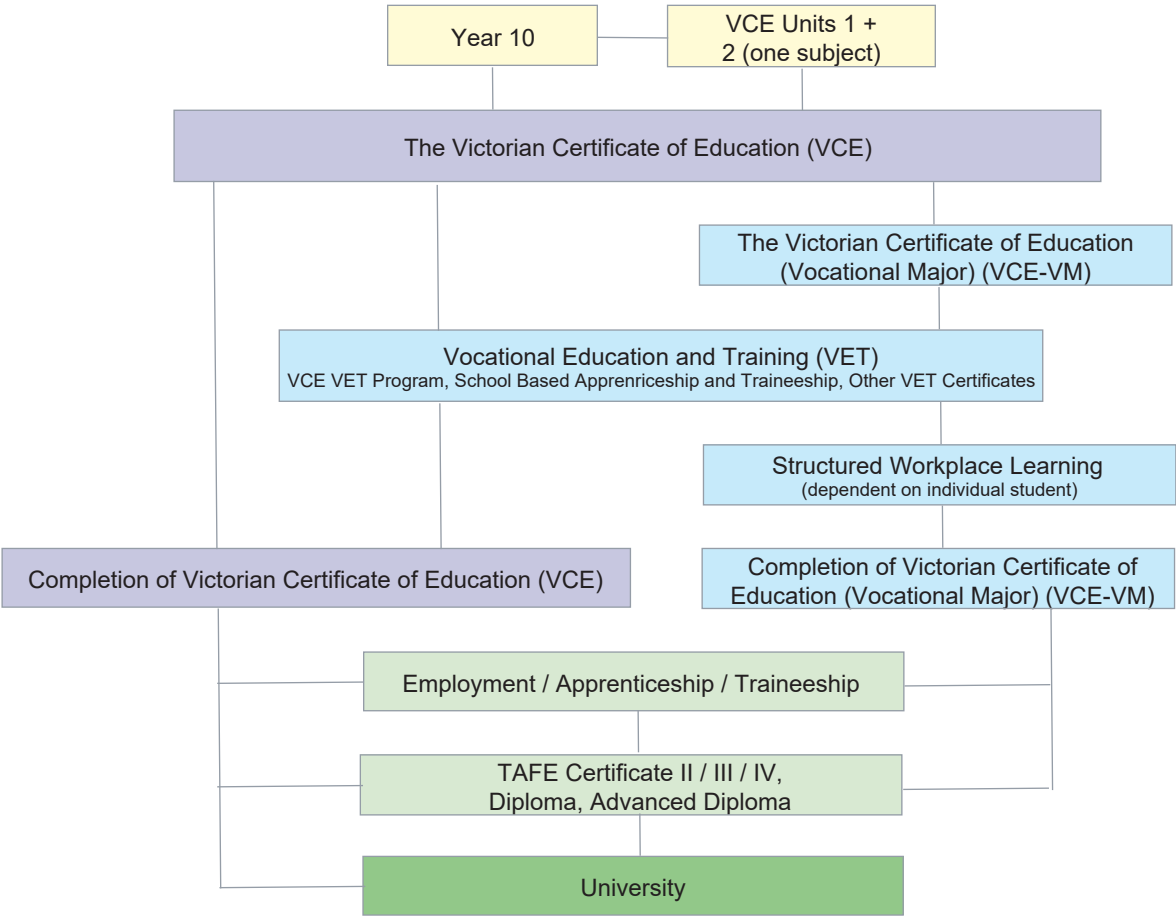 Year 10
VCE Units 1 +
2 (one subject)
The Victorian Certificate of Education (VCE)
The Victorian Certificate of Education
(Vocational Major) (VCE-VM)
Vocational Education and Training (VET)
VCE VET Program, School Based Apprenriceship and Traineeship, Other VET Certificates
Structured Workplace Learning
(dependent on individual student)
Completion of Victorian Certificate of Education (VCE)
Completion of Victorian Certificate of
Education (Vocational Major) (VCE-VM)
Employment / Apprenticeship / Traineeship
TAFE Certificate II / III / IV,
Diploma, Advanced Diploma
University